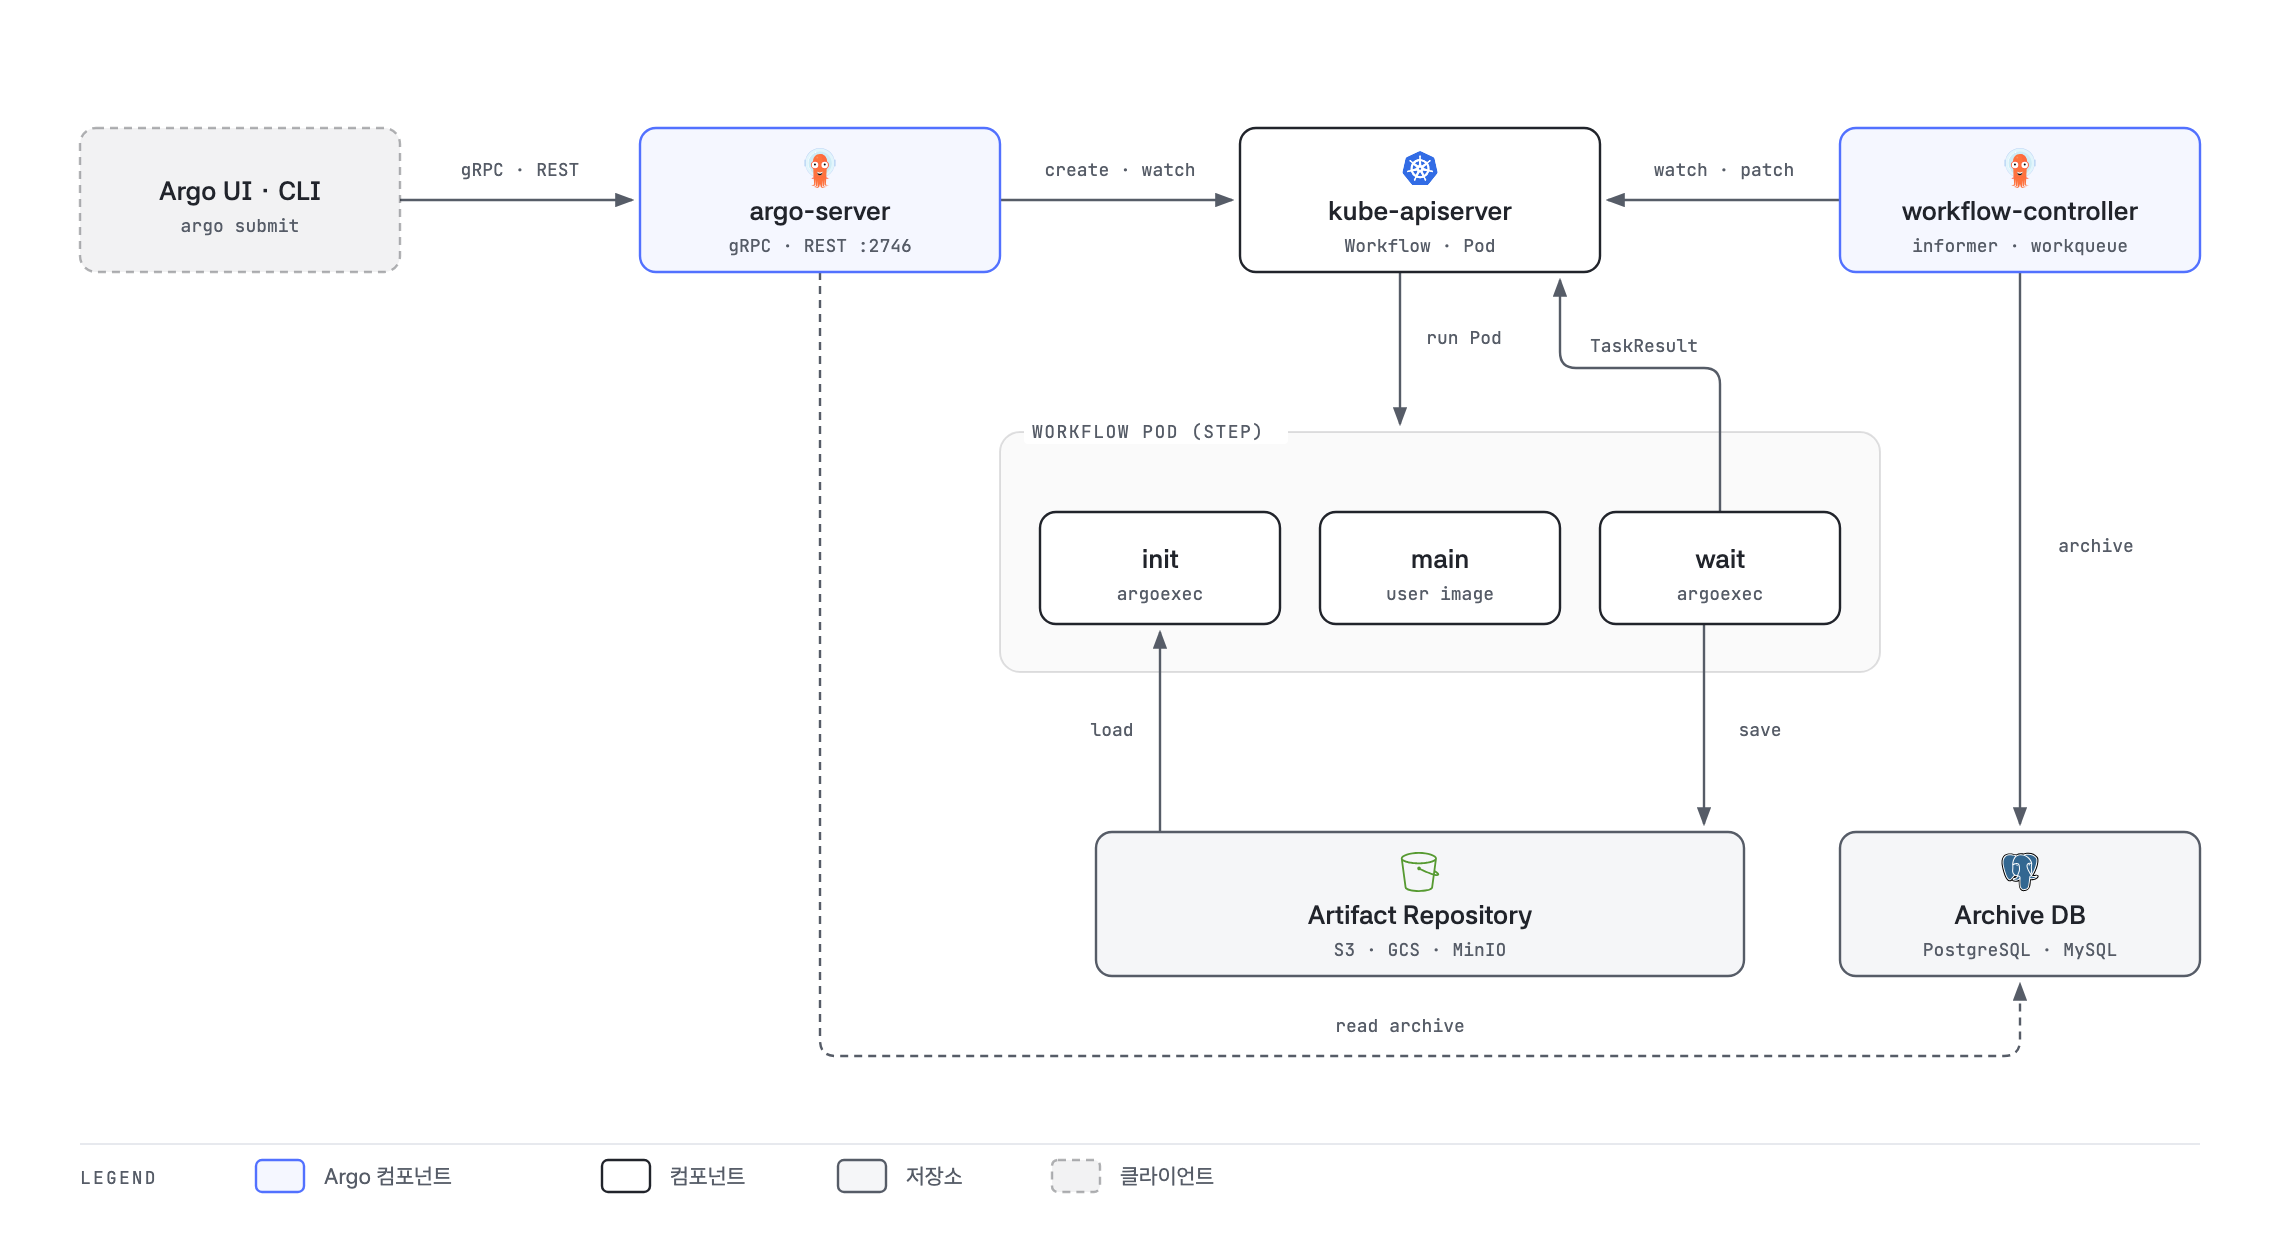 Argo UI · CLI
argo submit
gRPC · REST
argo-server
gRPC · REST :2746
create · watch
kube-apiserver
Workflow · Pod
watch · patch
workflow-controller
informer · workqueue
run Pod
TaskResult
WORKFLOW POD (STEP)
init
argoexec
main
user image
wait
argoexec
archive
load
save
Artifact Repository
S3 · GCS · MinIO
Archive DB
PostgreSQL · MySQL
read archive
LEGEND
Argo 컴포넌트
컴포넌트
저장소
클라이언트